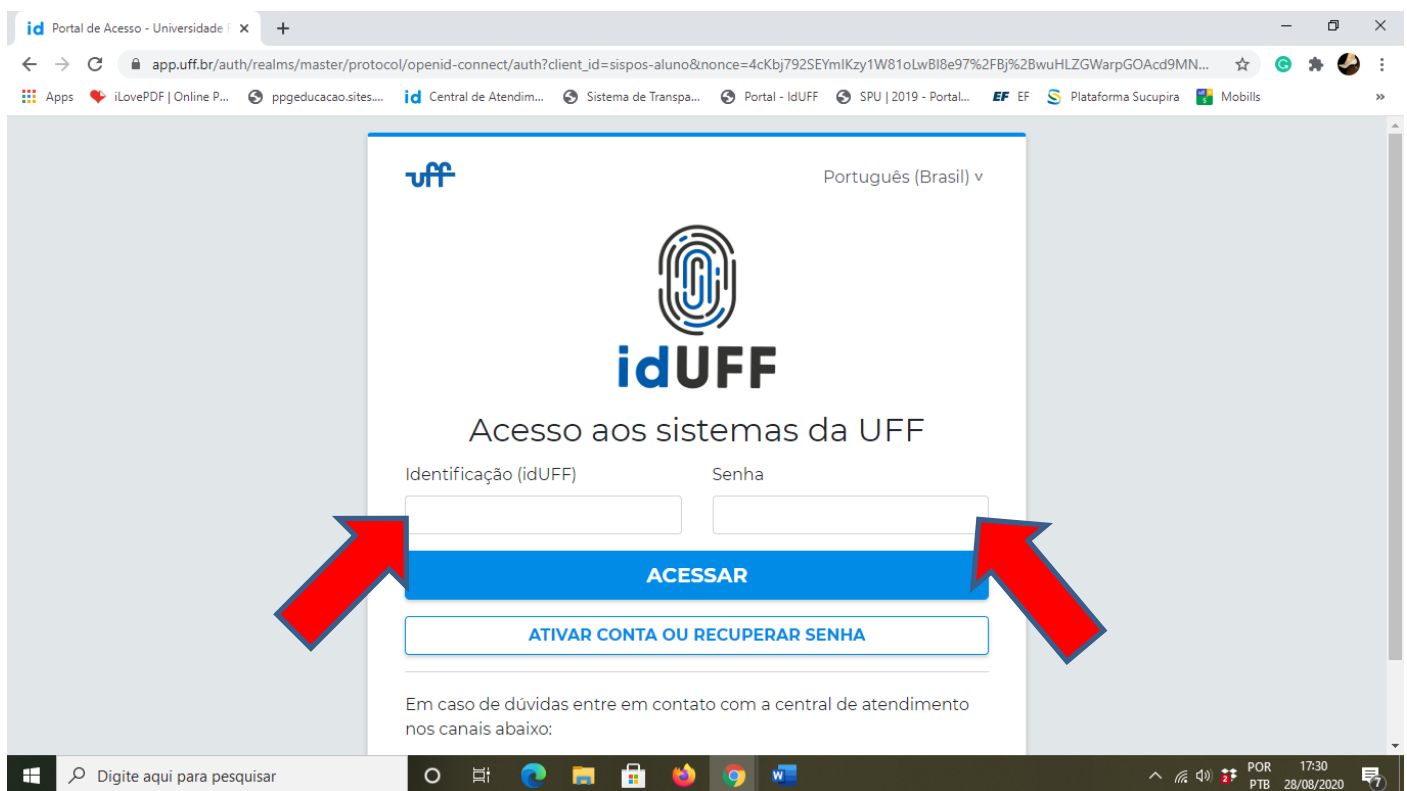 id Portal de Acesso - Universidade F
app.uff.br/auth/realms/master/protocol/openid-connect/auth?client_id=sispos-aluno&nonce=4cKbj792SEYmIKzy1W81oLwBI8e97%2FBj%2BwuHLZGWarpGOAcd9MN...
Apps iLovePDF | Online P... ppgeducacao.sites.... id Central de Atendim... Sistema de Transpa... Portal - IdUFF SPU | 2019 - Portal... EF EF Plataforma Sucupira Mobills »
uff Português (Brasil) v
idUFF
Acesso aos sistemas da UFF
Identificação (idUFF) Senha
ACESSAR
ATIVAR CONTA OU RECUPERAR SENHA
Em caso de dúvidas entre em contato com a central de atendimento
nos canais abaixo:
Digite aqui para pesquisar
POR 17:30
PTB 28/08/2020